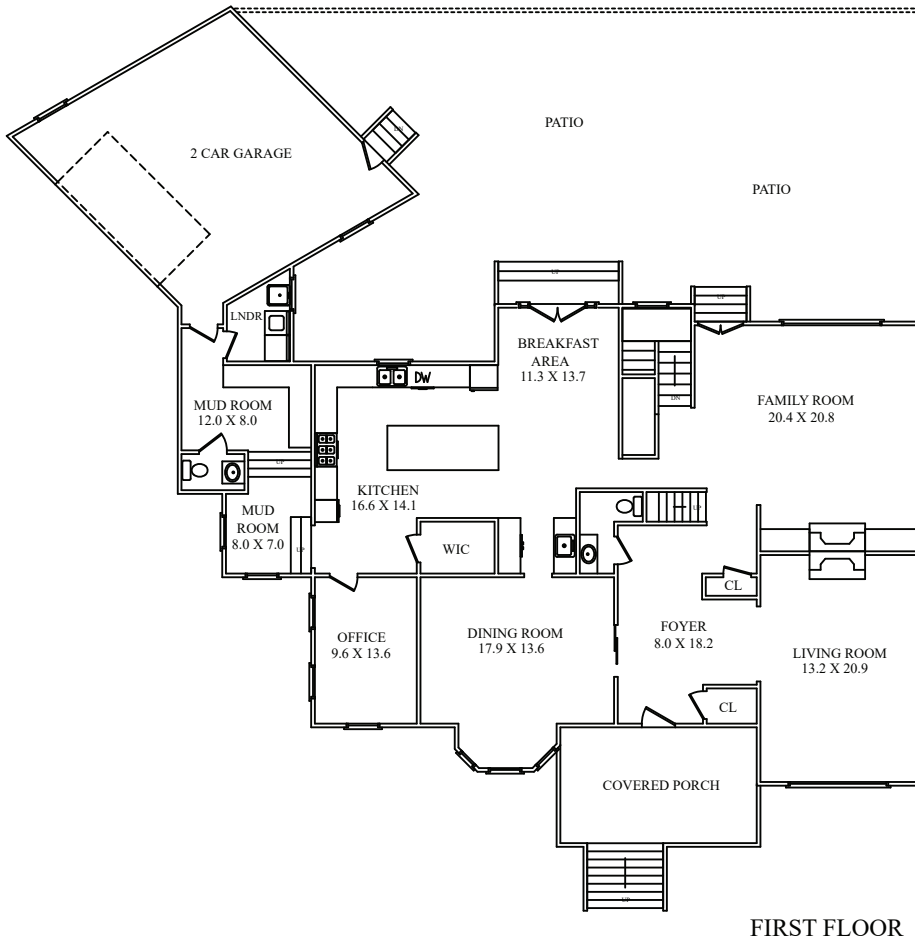 PATIO
DN
2 CAR GARAGE
PATIO
UP
UP
LNDR
BREAKFAST
AREA
11.3 X 13.7
DW
DN
FAMILY ROOM
20.4 X 20.8
MUD ROOM
12.0 X 8.0
UP
KITCHEN
16.6 X 14.1
MUD
ROOM
8.0 X 7.0
UP
UP
WIC
CL
OFFICE
9.6 X 13.6
DINING ROOM
17.9 X 13.6
FOYER
8.0 X 18.2
LIVING ROOM
13.2 X 20.9
CL
COVERED PORCH
UP
FIRST FLOOR